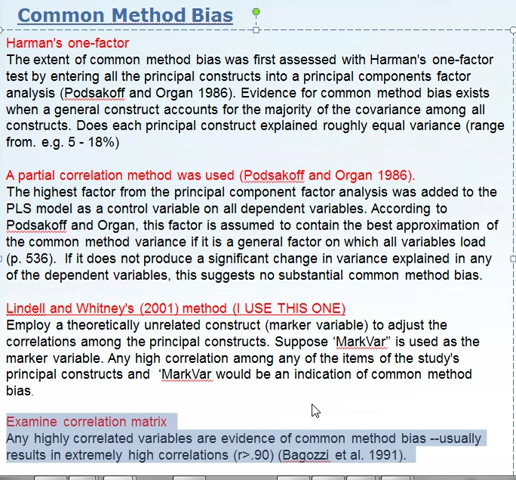 Common Method Bias
Harman's one-factor
The extent of common method bias was first assessed with Harman's one-factor
test by entering all the principal constructs into a principal components factor
analysis (Podsakoff and Organ 1986). Evidence for common method bias exists
when a general construct accounts for the majority of the covariance among all
constructs. Does each principal construct explained roughly equal variance (range
from. e.g. 5 - 18%)
A partial correlation method was used (Podsakoff and Organ 1986).
The highest factor from the principal component factor analysis was added to the
PLS model as a control variable on all dependent variables. According to
Podsakoff and Organ, this factor is assumed to contain the best approximation of
the common method variance if it is a general factor on which all variables load
(p. 536). If it does not produce a significant change in variance explained in any
of the dependent variables, this suggests no substantial common method bias.
Lindell and Whitney's (2001) method (I USE THIS ONE)
Employ a theoretically unrelated construct (marker variable) to adjust the
correlations among the principal constructs. Suppose ‘MarkVar” is used as the
marker variable. Any high correlation among any of the items of the study's
principal constructs and ‘MarkVar would be an indication of common method
bias.
Examine correlation matrix
Any highly correlated variables are evidence of common method bias --usually
results in extremely high correlations (r>.90) (Bagozzi et al. 1991).